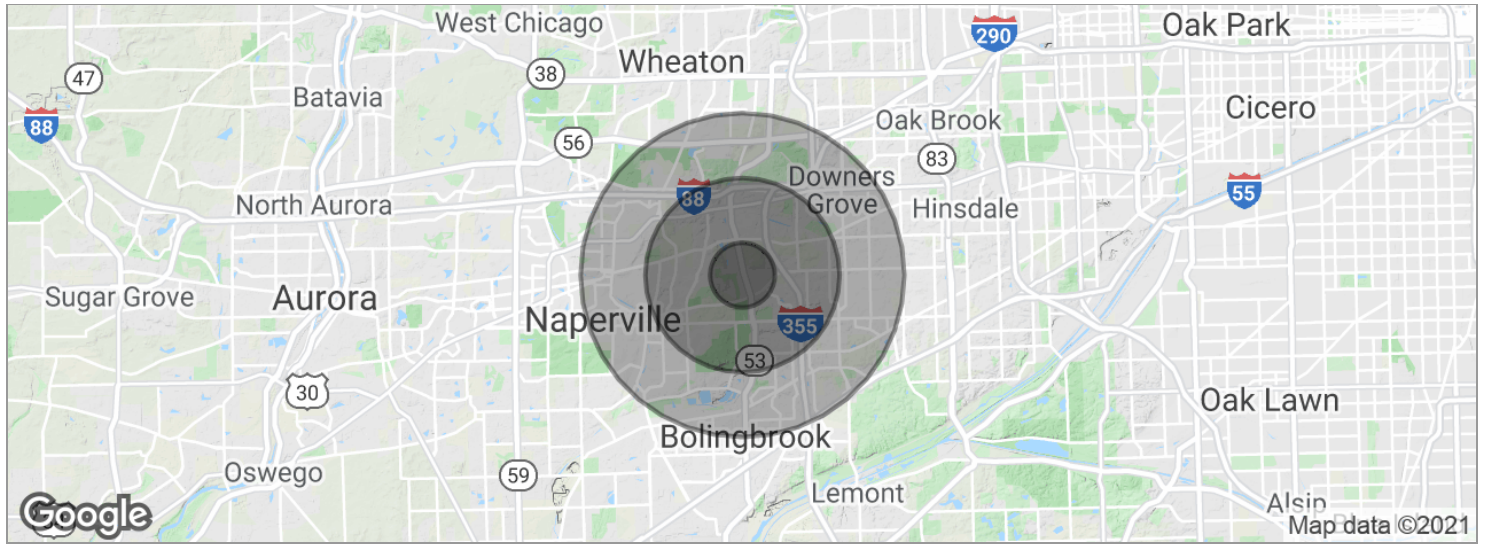 West Chicago
290
Oak Park
Wheaton
47
38
Batavia
Cicero
88
Oak Brook
56
83
Downers
Grove
88
55
North Aurora
Hinsdale
Sugar Grove
Aurora
Naperville
355
53
30
Oak Lawn
Bolingbrook
Oswego
59
Lemont
Alsip
Google
Map data ©2021